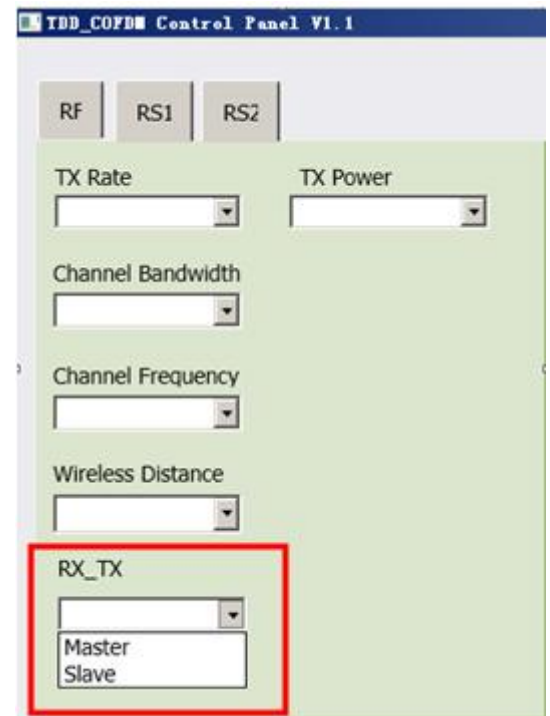 TDD_COFDM Control Panel V1.1
RF RS1 RS2
TX Rate TX Power
Channel Bandwidth
Channel Frequency
Wireless Distance
RX_TX
Master
Slave